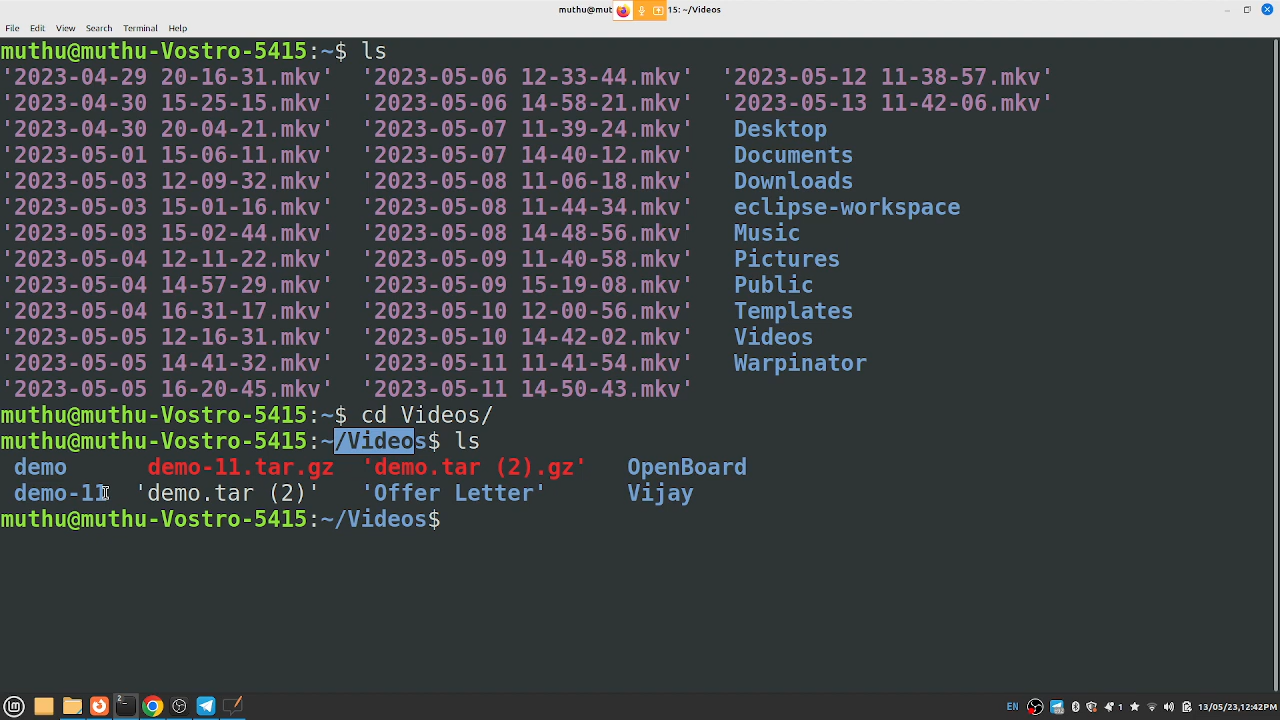 muthu@mut 15: ~/Videos
File Edit View Search Terminal Help
muthu@muthu-Vostro-5415:~$ ls
'2023-04-29 20-16-31.mkv' '2023-05-06 12-33-44.mkv' '2023-05-12 11-38-57.mkv'
'2023-04-30 15-25-15.mkv' '2023-05-06 14-58-21.mkv' '2023-05-13 11-42-06.mkv'
'2023-04-30 20-04-21.mkv' '2023-05-07 11-39-24.mkv' Desktop
'2023-05-01 15-06-11.mkv' '2023-05-07 14-40-12.mkv' Documents
'2023-05-03 12-09-32.mkv' '2023-05-08 11-06-18.mkv' Downloads
'2023-05-03 15-01-16.mkv' '2023-05-08 11-44-34.mkv' eclipse-workspace
'2023-05-03 15-02-44.mkv' '2023-05-08 14-48-56.mkv' Music
'2023-05-04 12-11-22.mkv' '2023-05-09 11-40-58.mkv' Pictures
'2023-05-04 14-57-29.mkv' '2023-05-09 15-19-08.mkv' Public
'2023-05-04 16-31-17.mkv' '2023-05-10 12-00-56.mkv' Templates
'2023-05-05 12-16-31.mkv' '2023-05-10 14-42-02.mkv' Videos
'2023-05-05 14-41-32.mkv' '2023-05-11 11-41-54.mkv' Warpinator
'2023-05-05 16-20-45.mkv' '2023-05-11 14-50-43.mkv'
muthu@muthu-Vostro-5415:~$ cd Videos/
muthu@muthu-Vostro-5415:~/Videos$ ls
demo demo-11.tar.gz 'demo.tar (2).gz' OpenBoard
demo-11 'demo.tar (2)' 'Offer Letter' Vijay
muthu@muthu-Vostro-5415:~/Videos$
2 EN 1 13/05/23,12:42PM